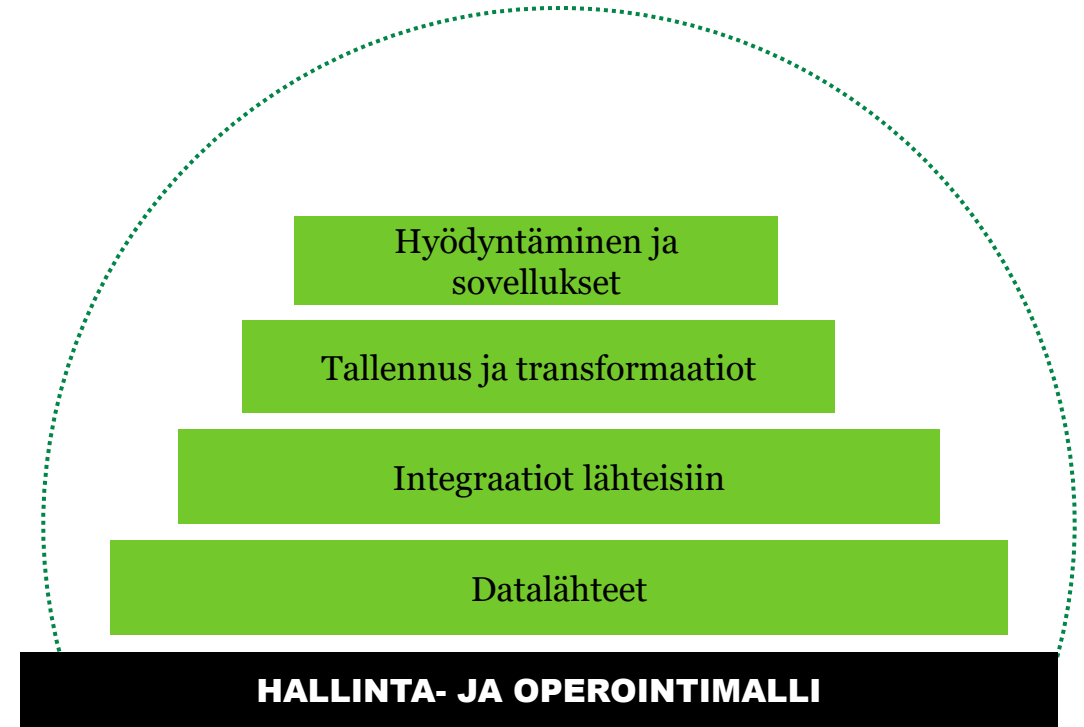 Hyödyntäminen ja
sovellukset
Tallennus ja transformaatiot
Integraatiot lähteisiin
Datalähteet
HALLINTA- JA OPEROINTIMALLI